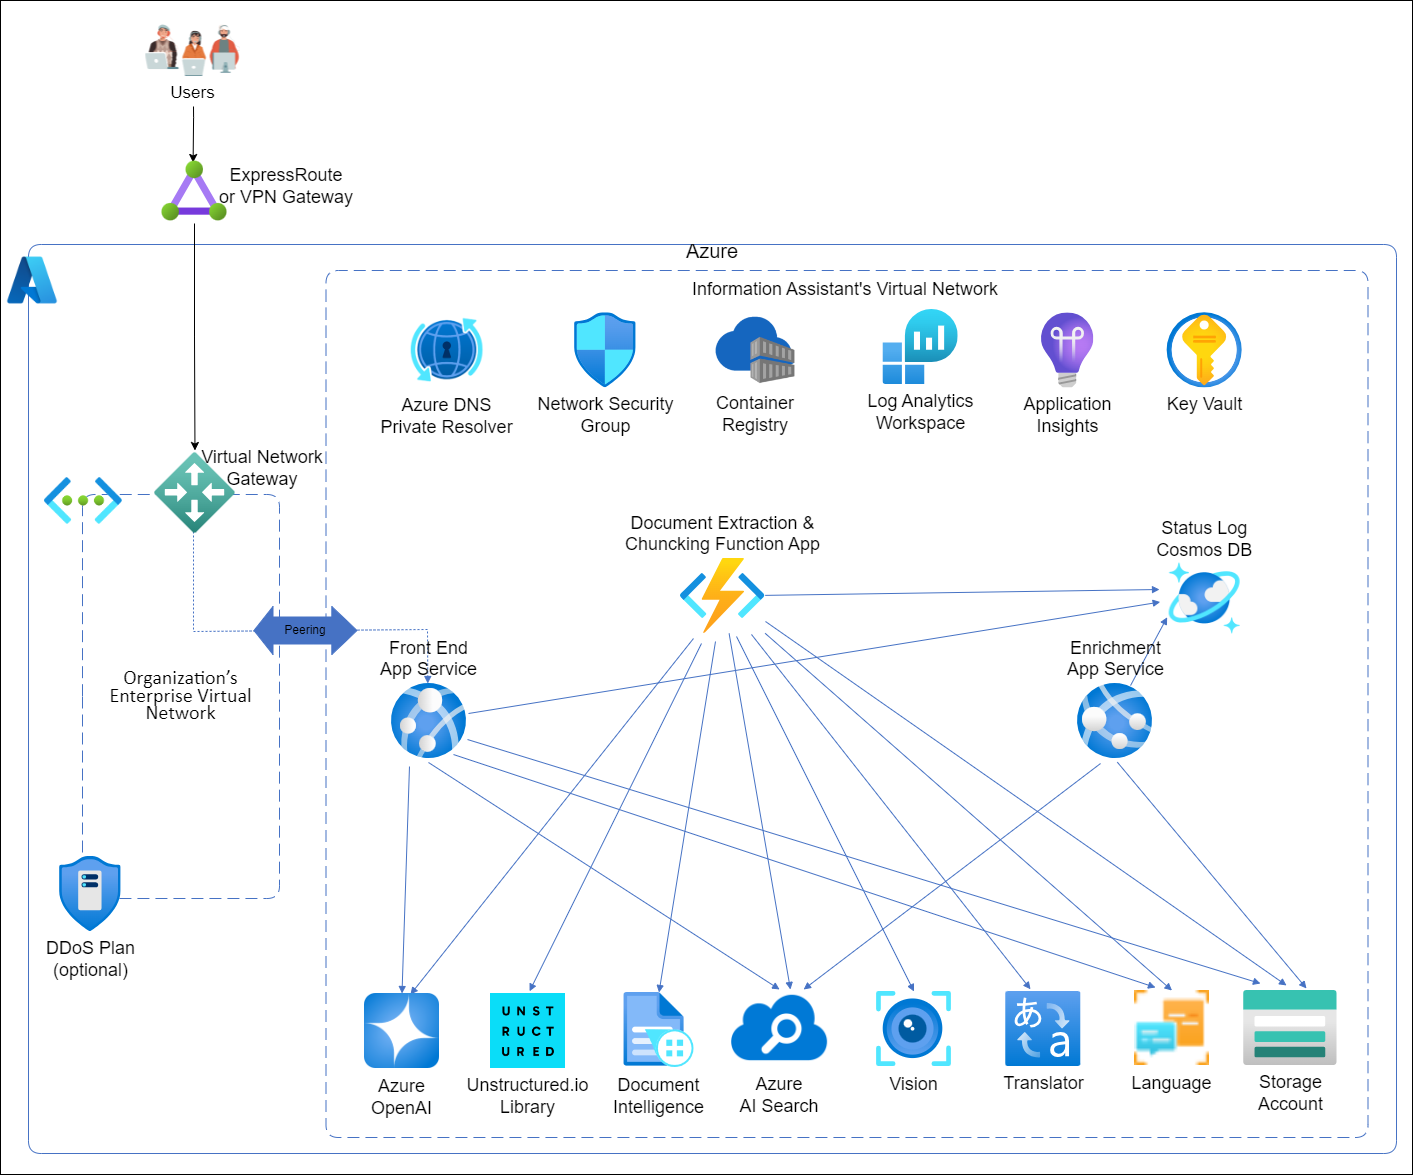 Users
ExpressRoute
or VPN Gateway
Azure
Information Assistant's Virtual Network
Azure DNS
Private Resolver
Network Security
Group
Container
Registry
Log Analytics
Workspace
Application
Insights
Key Vault
Virtual Network
Gateway
Document Extraction &
Chuncking Function App
Status Log
Cosmos DB
Peering
Front End
App Service
Enrichment
App Service
Organization’s
Enterprise Virtual
Network
DDoS Plan
(optional)
UNST
RUCT
URED
あ
a
Azure
OpenAI
Unstructured.io
Library
Document
Intelligence
Azure
AI Search
Vision
Translator
Language
Storage
Account